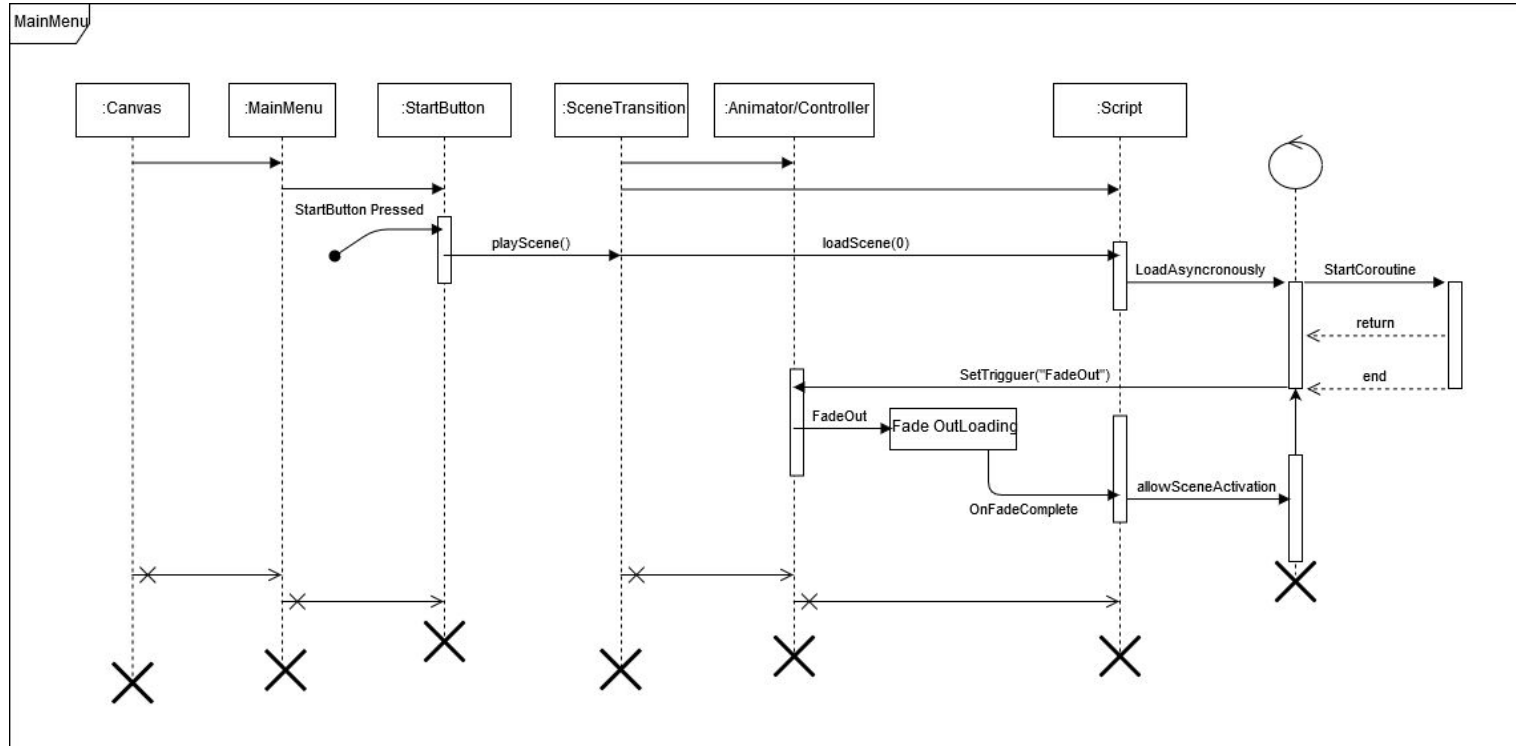 MainMenu
:Canvas
:MainMenu
:StartButton
:SceneTransition
:Animator/Controller
:Script
StartButton Pressed
playScene()
loadScene(0)
LoadAsyncronously
StartCoroutine
return
SetTrigguer("FadeOut")
end
FadeOut
Fade OutLoading
allowSceneActivation
OnFadeComplete